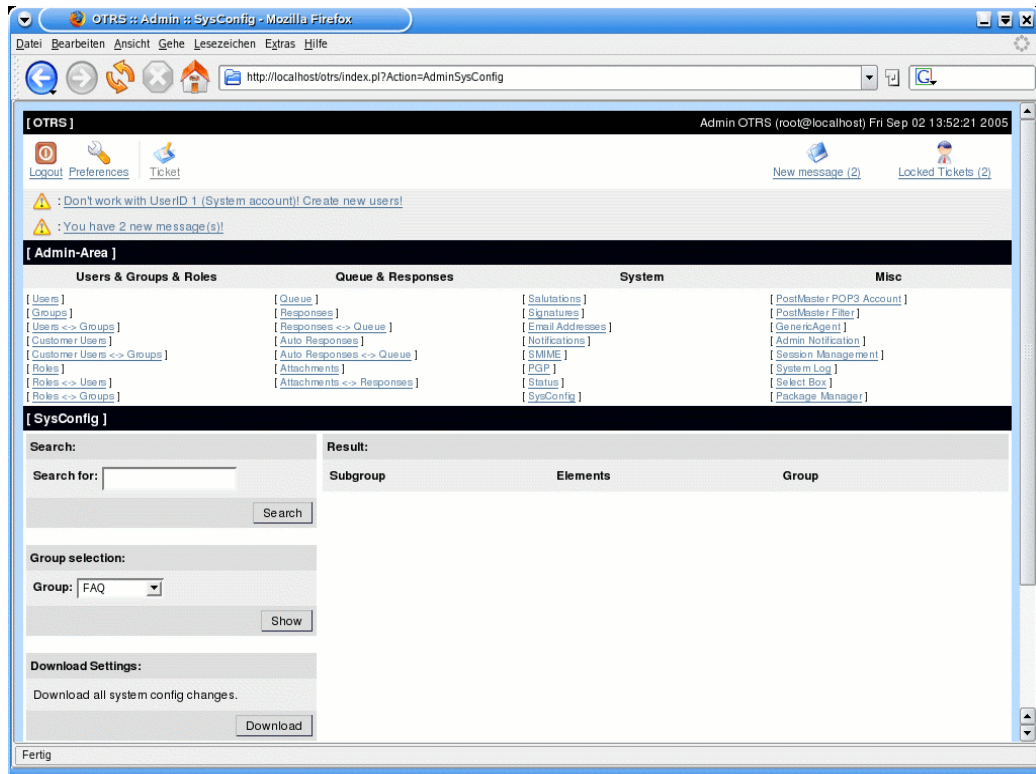 OTRS :: Admin :: SysConfig - Mozilla Firefox
Datei Bearbeiten Ansicht Gehe Lesezeichen Extras Hilfe
http://localhost/otrs/index.pl?Action=AdminSysConfig
[ OTRS ] Admin OTRS (root@localhost) Fri Sep 02 13:52:21 2005
Logout Preferences Ticket New message (2) Locked Tickets (2)
: Don't work with UserID 1 (System account)! Create new users!
: You have 2 new message(s)!
[ Admin-Area ]
Users & Groups & Roles Queue & Responses System Misc
[ Users ] [ Queue ] [ Salutations ] [ PostMaster POP3 Account ]
[ Groups ] [ Responses ] [ Signatures ] [ PostMaster Filter ]
[ Users <-> Groups ] [ Responses <-> Queue ] [ Email Addresses ] [ GenericAgent ]
[ Customer Users ] [ Auto Responses ] [ Notifications ] [ Admin Notification ]
[ Customer Users <-> Groups ] [ Auto Responses <-> Queue ] [ SMIME ] [ Session Management ]
[ Roles ] [ Attachments ] [ PGP ] [ System Log ]
[ Roles <-> Users ] [ Attachments <-> Responses ] [ Status ] [ Select Box ]
[ Roles <-> Groups ] [ SysConfig ] [ Package Manager ]
[ SysConfig ]
Search: Result:
Search for: Subgroup Elements Group
Search
Group selection:
Group: FAQ
Show
Download Settings:
Download all system config changes.
Download
Fertig